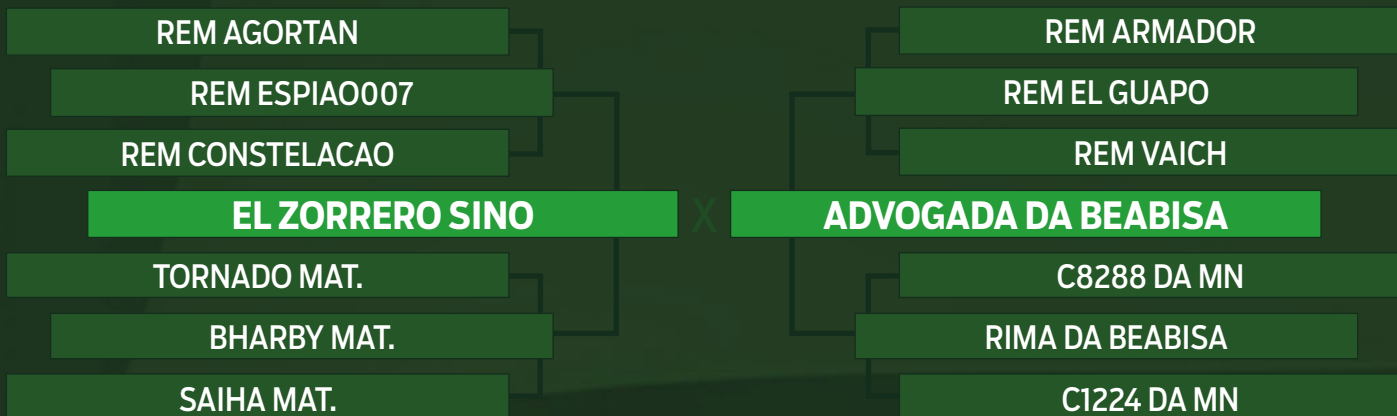 REM AGORTAN
REM ESPIAO007
REM CONSTELACAO
EL ZORRERO SINO
TORNADO MAT.
BHARBY MAT.
SAIHA MAT.
X
REM ARMADOR
REM EL GUAPO
REM VAICH
ADVOGADA DA BEABISA
C8288 DA MN
RIMA DA BEABISA
C1224 DA MN